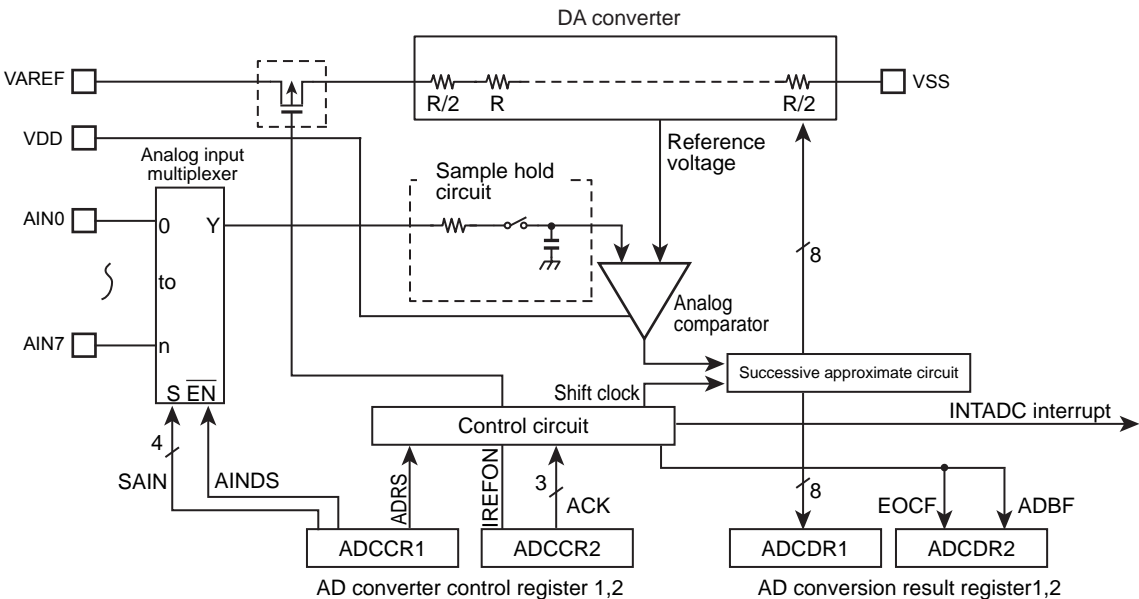 DA converter
VAREF
R/2
R
R/2
VSS
VDD
Analog input
multiplexer
Reference
voltage
Sample hold
circuit
AIN0
0
Y
8
to
Analog
comparator
AIN7
n
Successive approximate circuit
S EN
Shift clock
INTADC interrupt
Control circuit
4
SAIN
AINDS
ADRS
IREFON
3
ACK
8
EOCF
ADBF
ADCCR1
ADCCR2
ADCDR1
ADCDR2
AD converter control register 1,2
AD conversion result register1,2